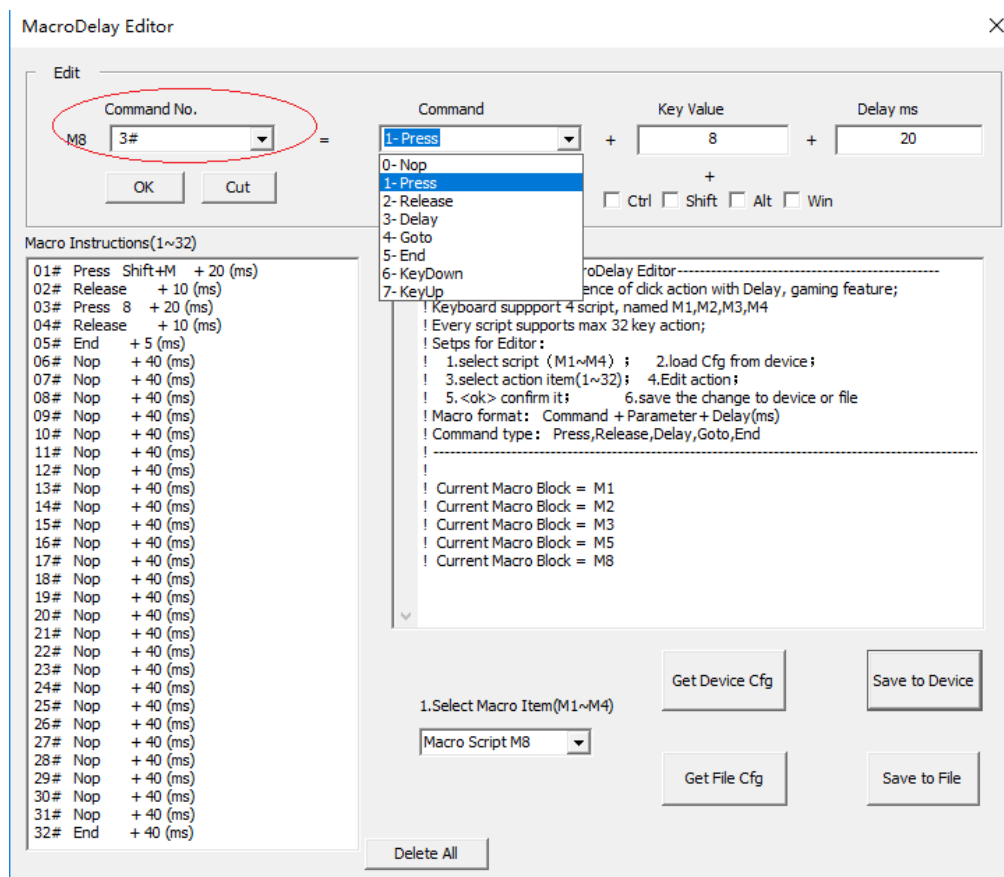 MacroDelay Editor
Edit
Command No.
Command
Key Value
Delay ms
M8 3# = 1- Press + 8 + 20
OK Cut
+
Ctrl Shift Alt Win
0- Nop
1- Press
2- Release
3- Delay
4- Goto
5- End
6- KeyDown
7- KeyUp
Macro Instructions(1~32)
01# Press Shift+M + 20 (ms)
02# Release + 10 (ms)
03# Press 8 + 20 (ms)
04# Release + 10 (ms)
05# End + 5 (ms)
06# Nop + 40 (ms)
07# Nop + 40 (ms)
08# Nop + 40 (ms)
09# Nop + 40 (ms)
10# Nop + 40 (ms)
11# Nop + 40 (ms)
12# Nop + 40 (ms)
13# Nop + 40 (ms)
14# Nop + 40 (ms)
15# Nop + 40 (ms)
16# Nop + 40 (ms)
17# Nop + 40 (ms)
18# Nop + 40 (ms)
19# Nop + 40 (ms)
20# Nop + 40 (ms)
21# Nop + 40 (ms)
22# Nop + 40 (ms)
23# Nop + 40 (ms)
24# Nop + 40 (ms)
25# Nop + 40 (ms)
26# Nop + 40 (ms)
27# Nop + 40 (ms)
28# Nop + 40 (ms)
29# Nop + 40 (ms)
30# Nop + 40 (ms)
31# Nop + 40 (ms)
32# End + 40 (ms)
roDelay Editor-----------------------------------------------
ence of click action with Delay, gaming feature;
! Keyboard suppport 4 script, named M1,M2,M3,M4
! Every script supports max 32 key action;
! Setps for Editor：
! 1.select script（M1~M4）； 2.load Cfg from device；
! 3.select action item(1~32)； 4.Edit action；
! 5.<ok> confirm it； 6.save the change to device or file
! Macro format： Command + Parameter + Delay(ms)
! Command type： Press,Release,Delay,Goto,End
! ------------------------------------------------------------------------
!
! Current Macro Block = M1
! Current Macro Block = M2
! Current Macro Block = M3
! Current Macro Block = M5
! Current Macro Block = M8
1.Select Macro Item(M1~M4)
Macro Script M8
Get Device Cfg
Save to Device
Get File Cfg
Save to File
Delete All